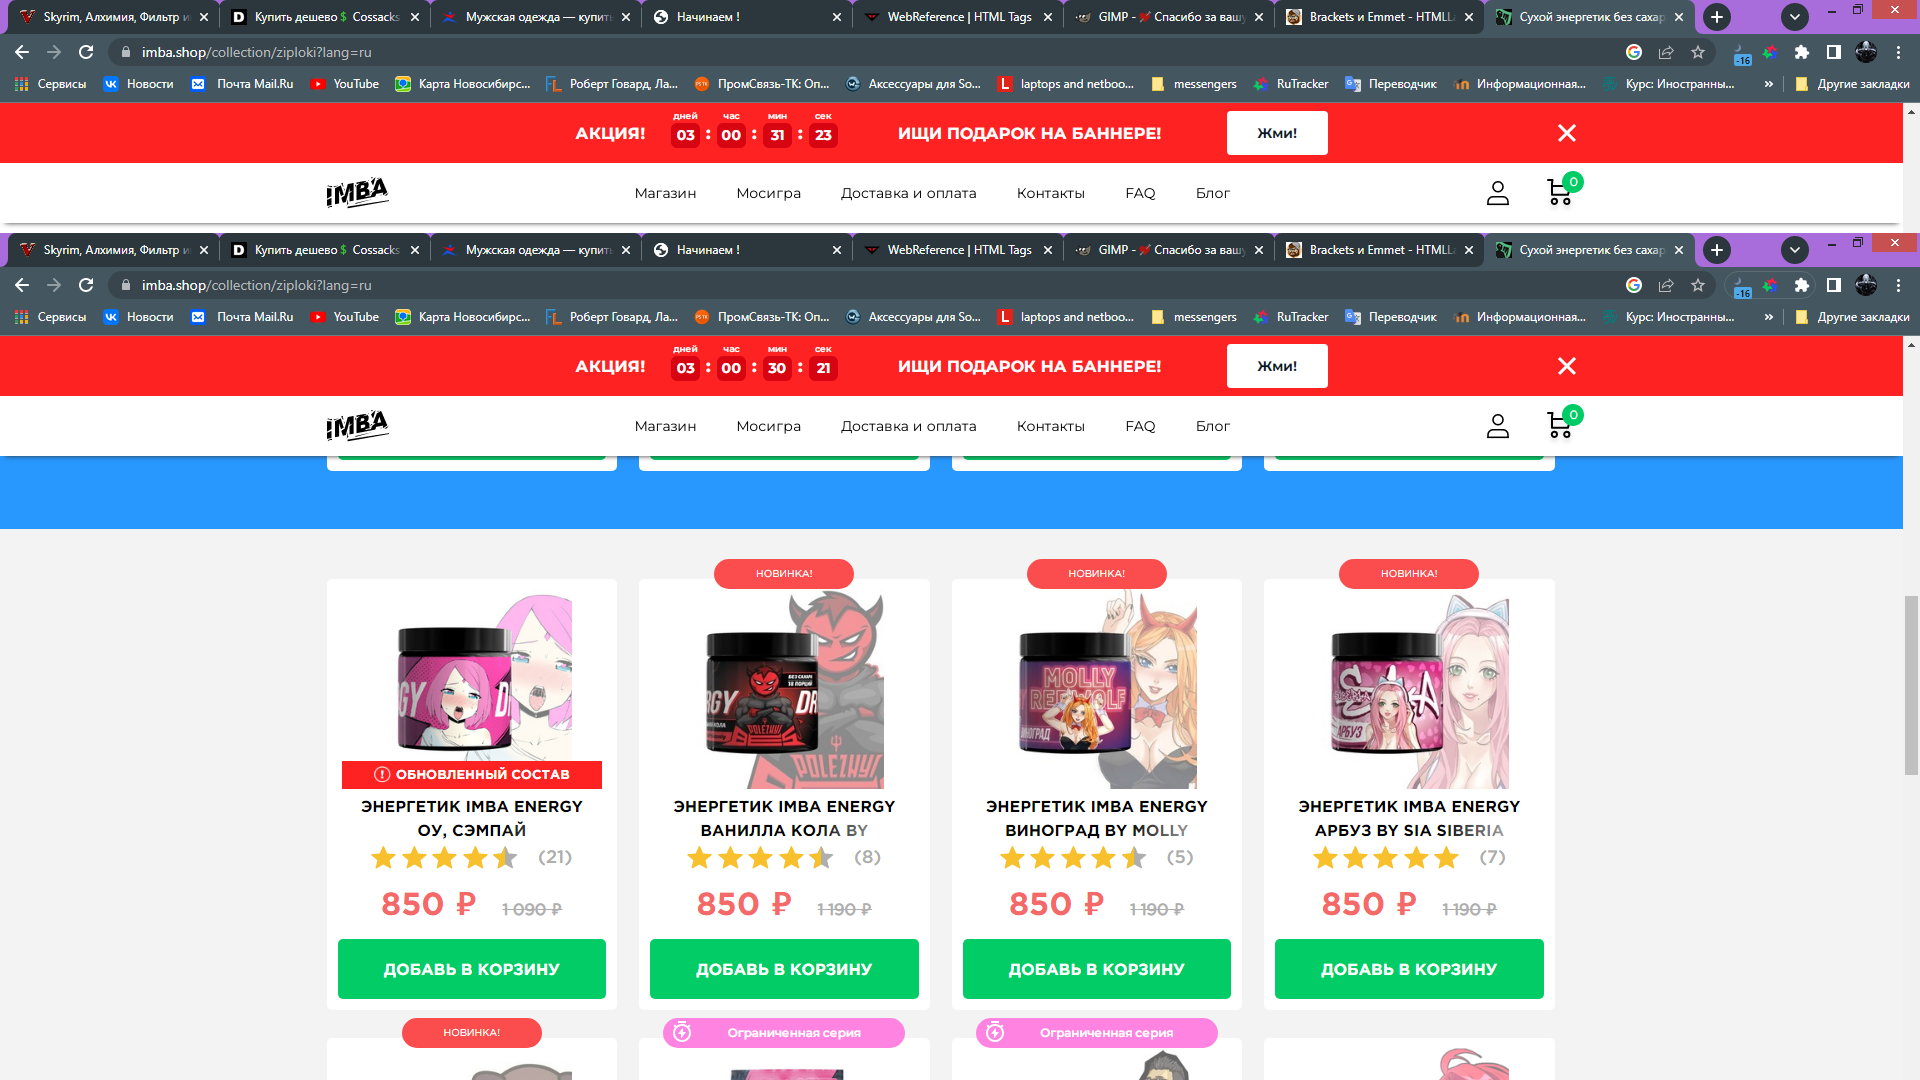 Skyrim, Алхимия, Фильтр и
Купить дешево $ Cossacks
Мужская одежда — купить
Начинаем !
WebReference | HTML Tags
GIMP - Спасибо за вашу
Brackets и Emmet - HTMLL
Сухой энергетик без сахар
imba.shop/collection/ziploki?lang=ru
-16
Сервисы
Новости
Почта Mail.Ru
YouTube
Карта Новосибирс...
Роберт Говард, Ла...
ПромСвязь-ТК: Оп...
Аксессуары для So...
laptops and netboo...
messengers
RuTracker
Переводчик
Информационная...
Курс: Иностранны...
»
Другие закладки
дней час мин сек
АКЦИЯ! 03 : 00 : 31 : 23 ИЩИ ПОДАРОК НА БАННЕРЕ! Жми!
IMBA Магазин Мосигра Доставка и оплата Контакты FAQ Блог 0
Skyrim, Алхимия, Фильтр и
Купить дешево $ Cossacks
Мужская одежда — купить
Начинаем !
WebReference | HTML Tags
GIMP - Спасибо за вашу
Brackets и Emmet - HTMLL
Сухой энергетик без сахар
imba.shop/collection/ziploki?lang=ru
-16
Сервисы
Новости
Почта Mail.Ru
YouTube
Карта Новосибирс...
Роберт Говард, Ла...
ПромСвязь-ТК: Оп...
Аксессуары для So...
laptops and netboo...
messengers
RuTracker
Переводчик
Информационная...
Курс: Иностранны...
»
Другие закладки
дней час мин сек
АКЦИЯ! 03 : 00 : 30 : 21 ИЩИ ПОДАРОК НА БАННЕРЕ! Жми!
IMBA Магазин Мосигра Доставка и оплата Контакты FAQ Блог 0
ОБНОВЛЕННЫЙ СОСТАВ
ЭНЕРГЕТИК IMBA ENERGY
ОУ, СЭМПАЙ
(21)
850 ₽ 1 090 ₽
ДОБАВЬ В КОРЗИНУ
НОВИНКА!
БЕЗ САХАРА
10 ПОРЦИЙ
POLEZNYI
ЭНЕРГЕТИК IMBA ENERGY
ВАНИЛЛА КОЛА BY
(8)
850 ₽ 1 190 ₽
ДОБАВЬ В КОРЗИНУ
НОВИНКА!
MOLLY
REDWOLF
ВИНОГРАД
ЭНЕРГЕТИК IMBA ENERGY
ВИНОГРАД BY MOLLY
(5)
850 ₽ 1 190 ₽
ДОБАВЬ В КОРЗИНУ
НОВИНКА!
АРБУЗ
ЭНЕРГЕТИК IMBA ENERGY
АРБУЗ BY SIA SIBERIA
(7)
850 ₽ 1 190 ₽
ДОБАВЬ В КОРЗИНУ
НОВИНКА!
Ограниченная серия
Ограниченная серия